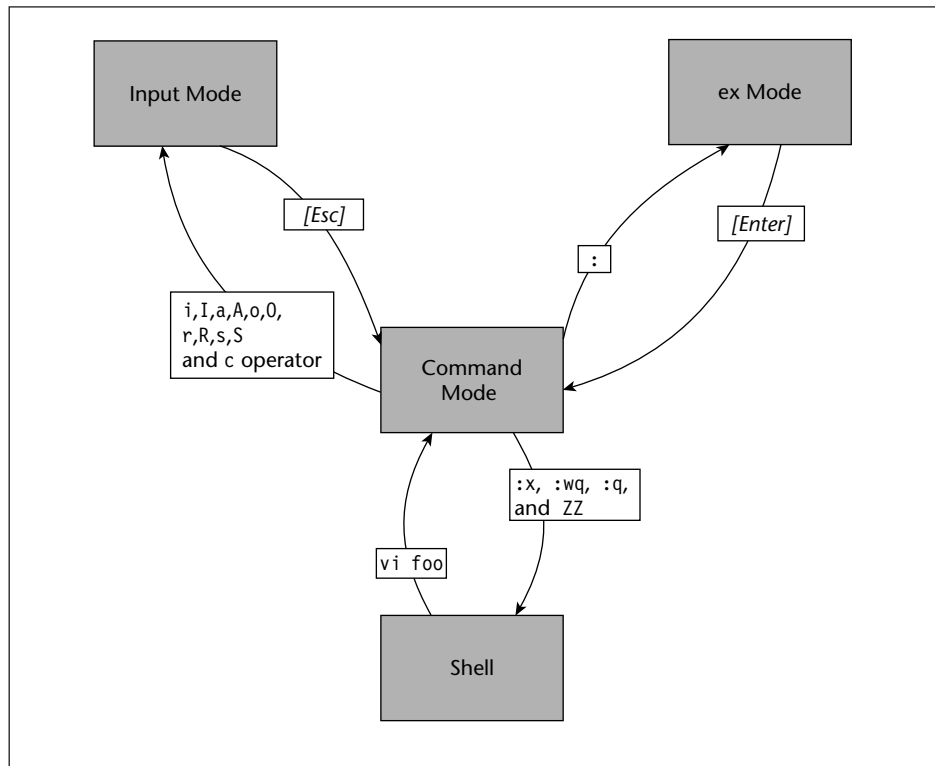 Input Mode
ex Mode
[Esc]
[Enter]
:
i,I,a,A,o,O,
r,R,s,S
and c operator
Command
Mode
:x, :wq, :q,
and ZZ
vi foo
Shell